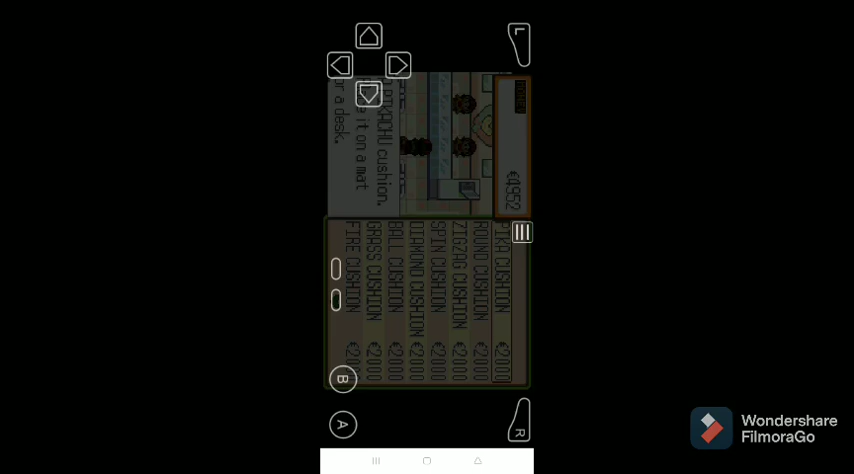 L
MONEY
€4952
PIKA CUSHION €2000
ROUND CUSHION €2000
ZIGZAG CUSHION €2000
SPIN CUSHION €2000
DIAMOND CUSHION €2000
BALL CUSHION €2000
GRASS CUSHION €2000
FIRE CUSHION €2000
PIKACHU cushion.
it on a mat
or a desk.
B
A
R
Wondershare
FilmoraGo